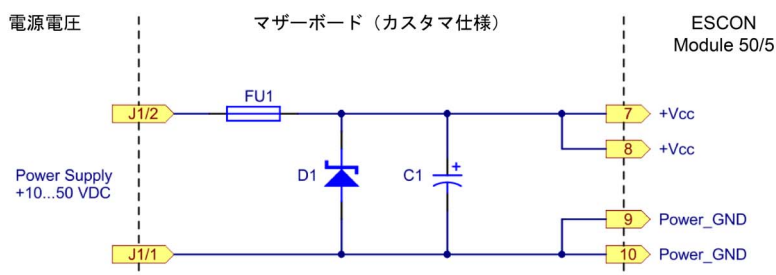 電源電圧
マザーボード（カスタマ仕様）
ESCON
Module 50/5
FU1
J1/2
7 +Vcc
8 +Vcc
Power Supply
+10...50 VDC
D1
C1
+
9 Power_GND
J1/1
10 Power_GND